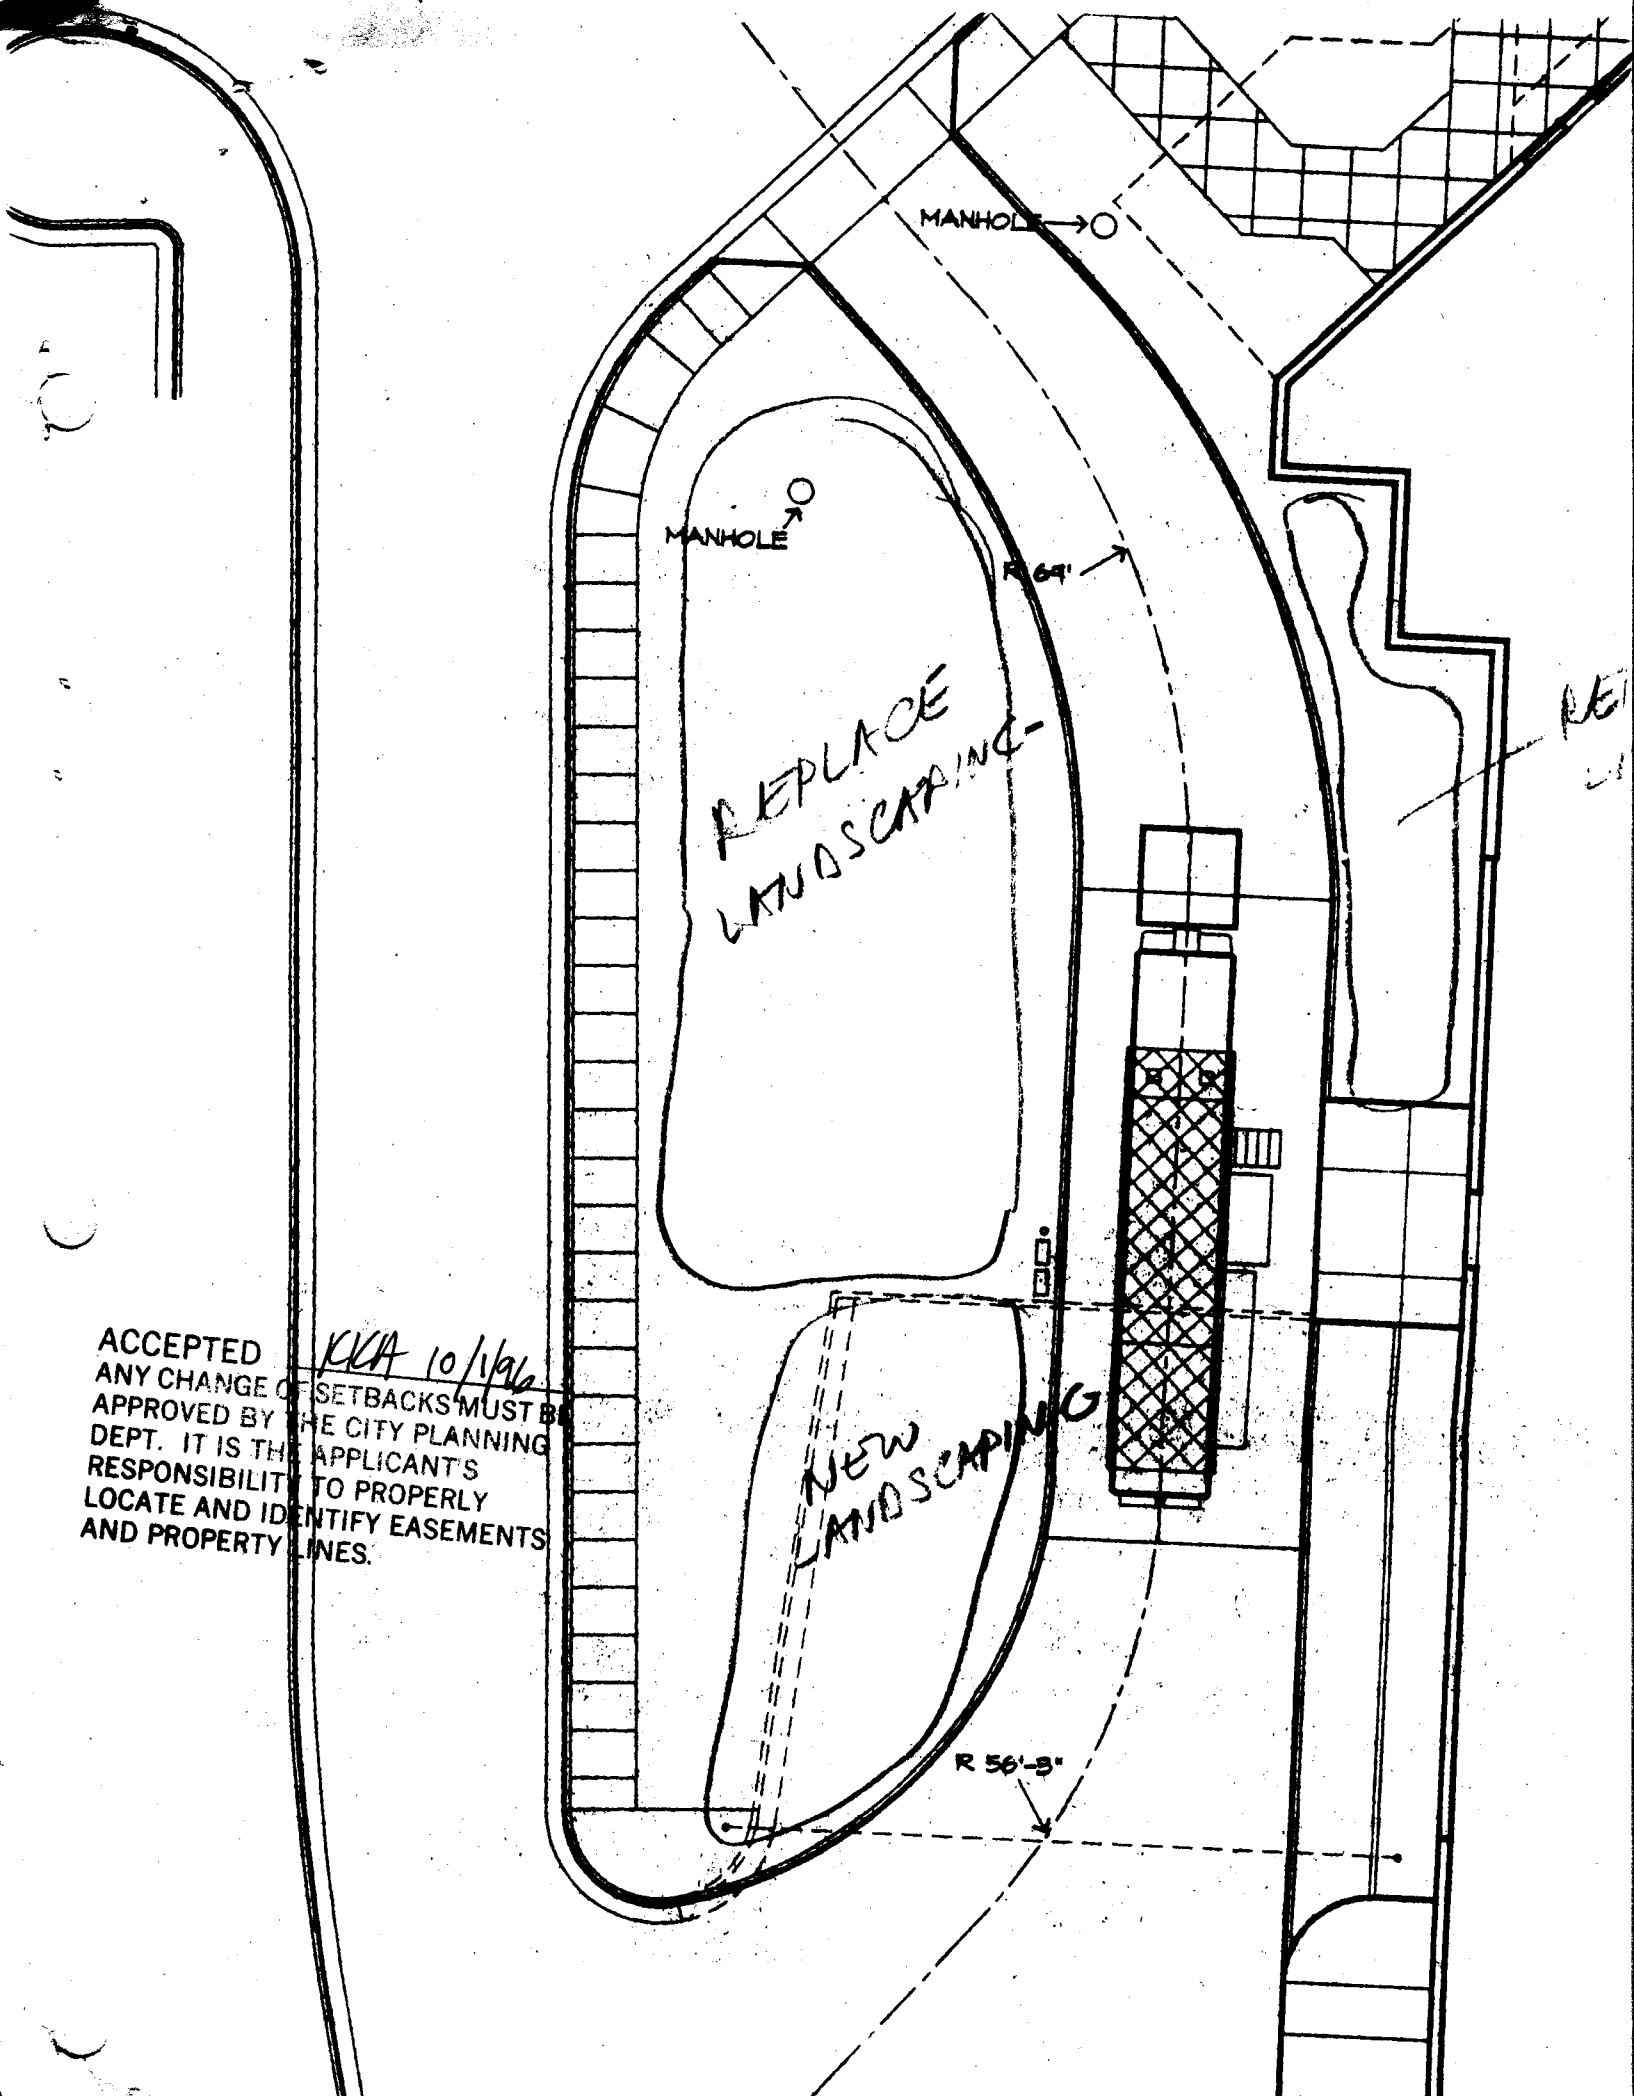 MANHOLE
MANHOLE
R 69'
REPLACE
LANDSCAPING
ACCEPTED KKA 10/1/96
ANY CHANGE OF SETBACKS MUST BE
APPROVED BY THE CITY PLANNING
DEPT. IT IS THE APPLICANT'S
RESPONSIBILITY TO PROPERLY
LOCATE AND IDENTIFY EASEMENTS
AND PROPERTY LINES.
NEW
LANDSCAPING
R 56'-3"